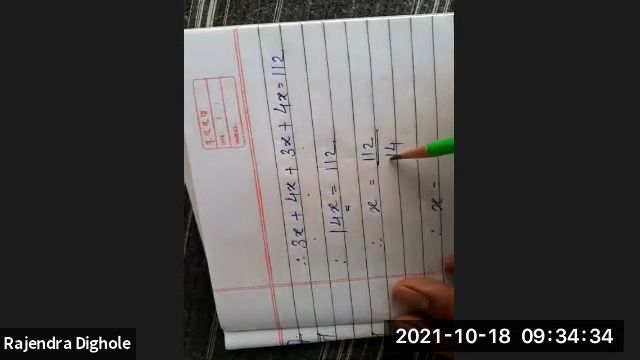 ∴ 3x + 4x + 3x + 4x = 112
∴ 14x = 112
∴ x = 112/14
∴ x =
Rajendra Dighole
2021-10-18 09:34:34